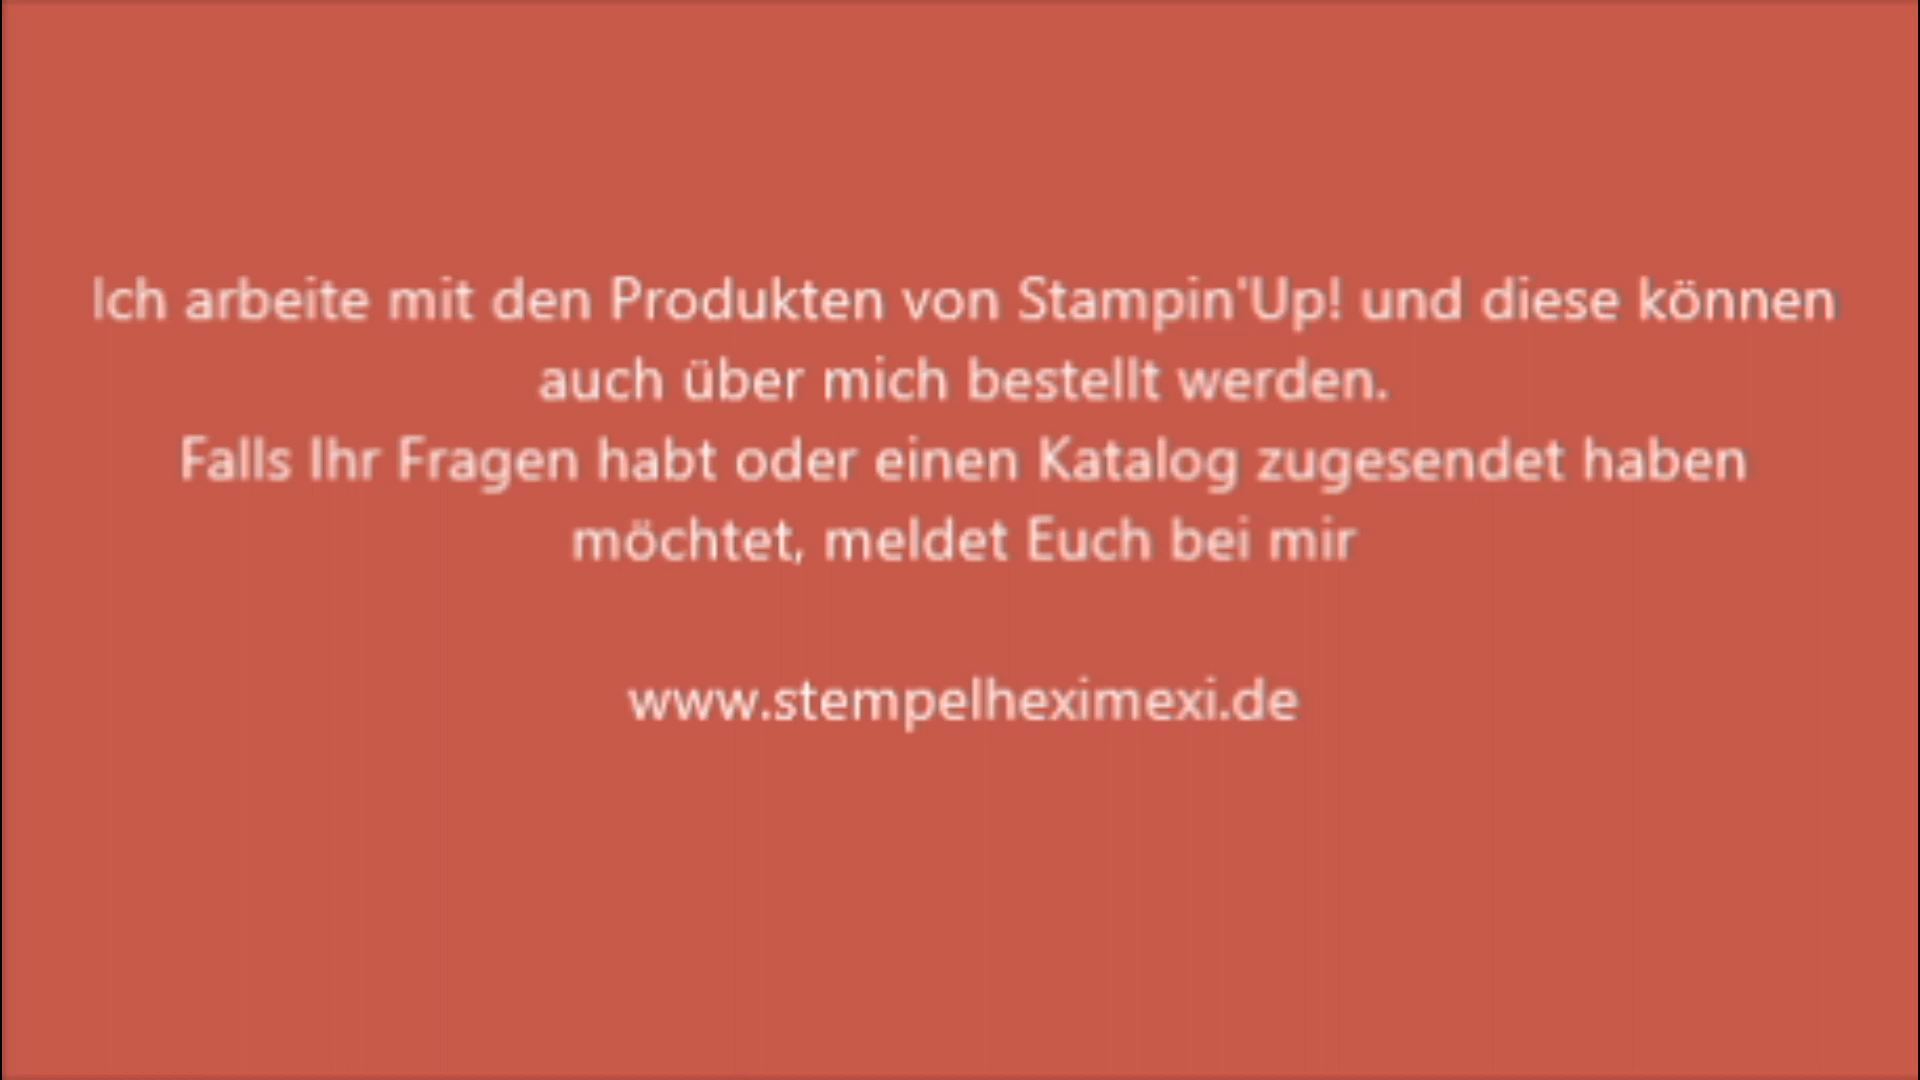 Ich arbeite mit den Produkten von Stampin'Up! und diese können
auch über mich bestellt werden.
Falls Ihr Fragen habt oder einen Katalog zugesendet haben
möchtet, meldet Euch bei mir
www.stempelheximexi.de